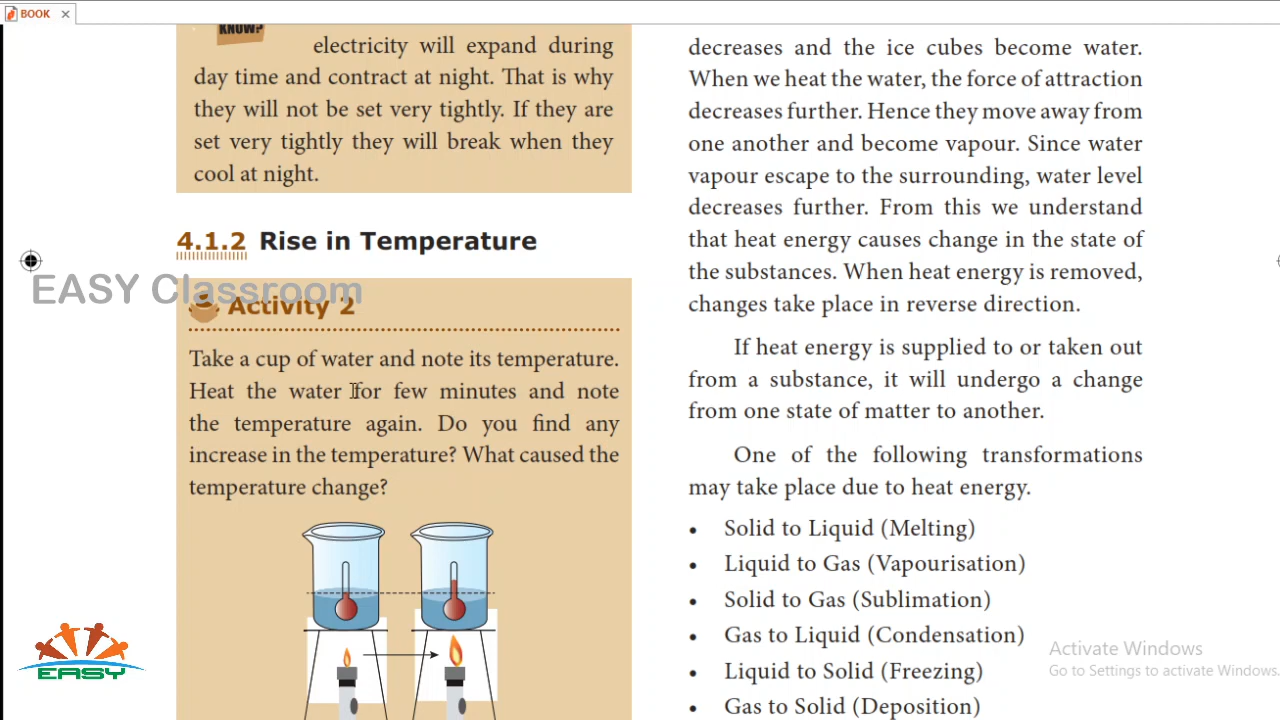 BOOK
KNOW?
electricity will expand during
day time and contract at night. That is why
they will not be set very tightly. If they are
set very tightly they will break when they
cool at night.
4.1.2 Rise in Temperature
EASY Classroom
Activity 2
Take a cup of water and note its temperature.
Heat the water for few minutes and note
the temperature again. Do you find any
increase in the temperature? What caused the
temperature change?
EASY
decreases and the ice cubes become water.
When we heat the water, the force of attraction
decreases further. Hence they move away from
one another and become vapour. Since water
vapour escape to the surrounding, water level
decreases further. From this we understand
that heat energy causes change in the state of
the substances. When heat energy is removed,
changes take place in reverse direction.
If heat energy is supplied to or taken out
from a substance, it will undergo a change
from one state of matter to another.
One of the following transformations
may take place due to heat energy.
• Solid to Liquid (Melting)
• Liquid to Gas (Vapourisation)
• Solid to Gas (Sublimation)
• Gas to Liquid (Condensation)
• Liquid to Solid (Freezing)
• Gas to Solid (Deposition)
Activate Windows
Go to Settings to activate Windows.